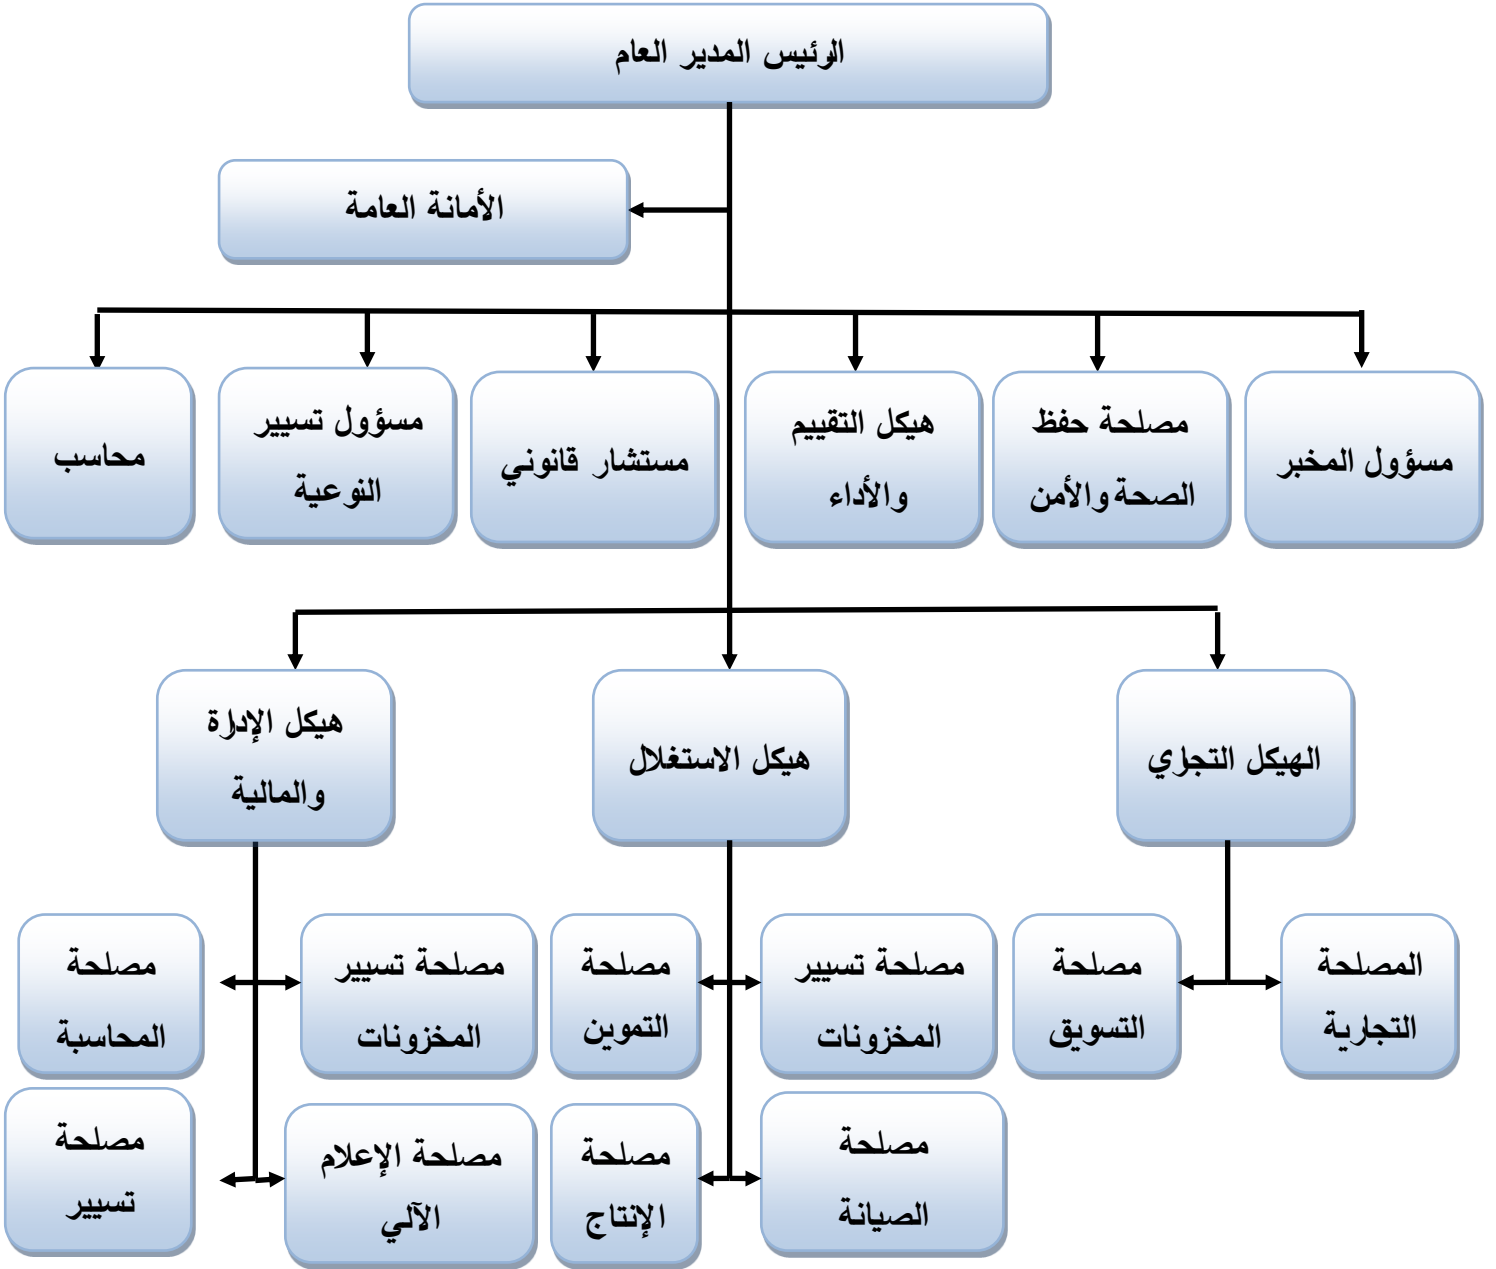 الرئيس المدير العام
الأمانة العامة
مسؤول المخبر
مصلحة حفظ
الصحة والأمن
هيكل التقييم
والأداء
مستشار قانوني
مسؤول تسيير
النوعية
محاسب
الهيكل التجاري
هيكل الاستغلال
هيكل الإدارة
والمالية
المصلحة
التجارية
مصلحة
التسويق
مصلحة تسيير
المخزونات
مصلحة
التموين
مصلحة تسيير
المخزونات
مصلحة
المحاسبة
مصلحة
الصيانة
مصلحة
الإنتاج
مصلحة الإعلام
الآلي
مصلحة
تسيير